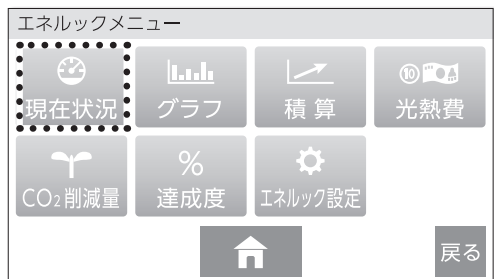 エネルックメニュー
現在状況 グラフ 積算 ⑩ 光熱費
% 
CO₂削減量 達成度 エネルック設定
戻る